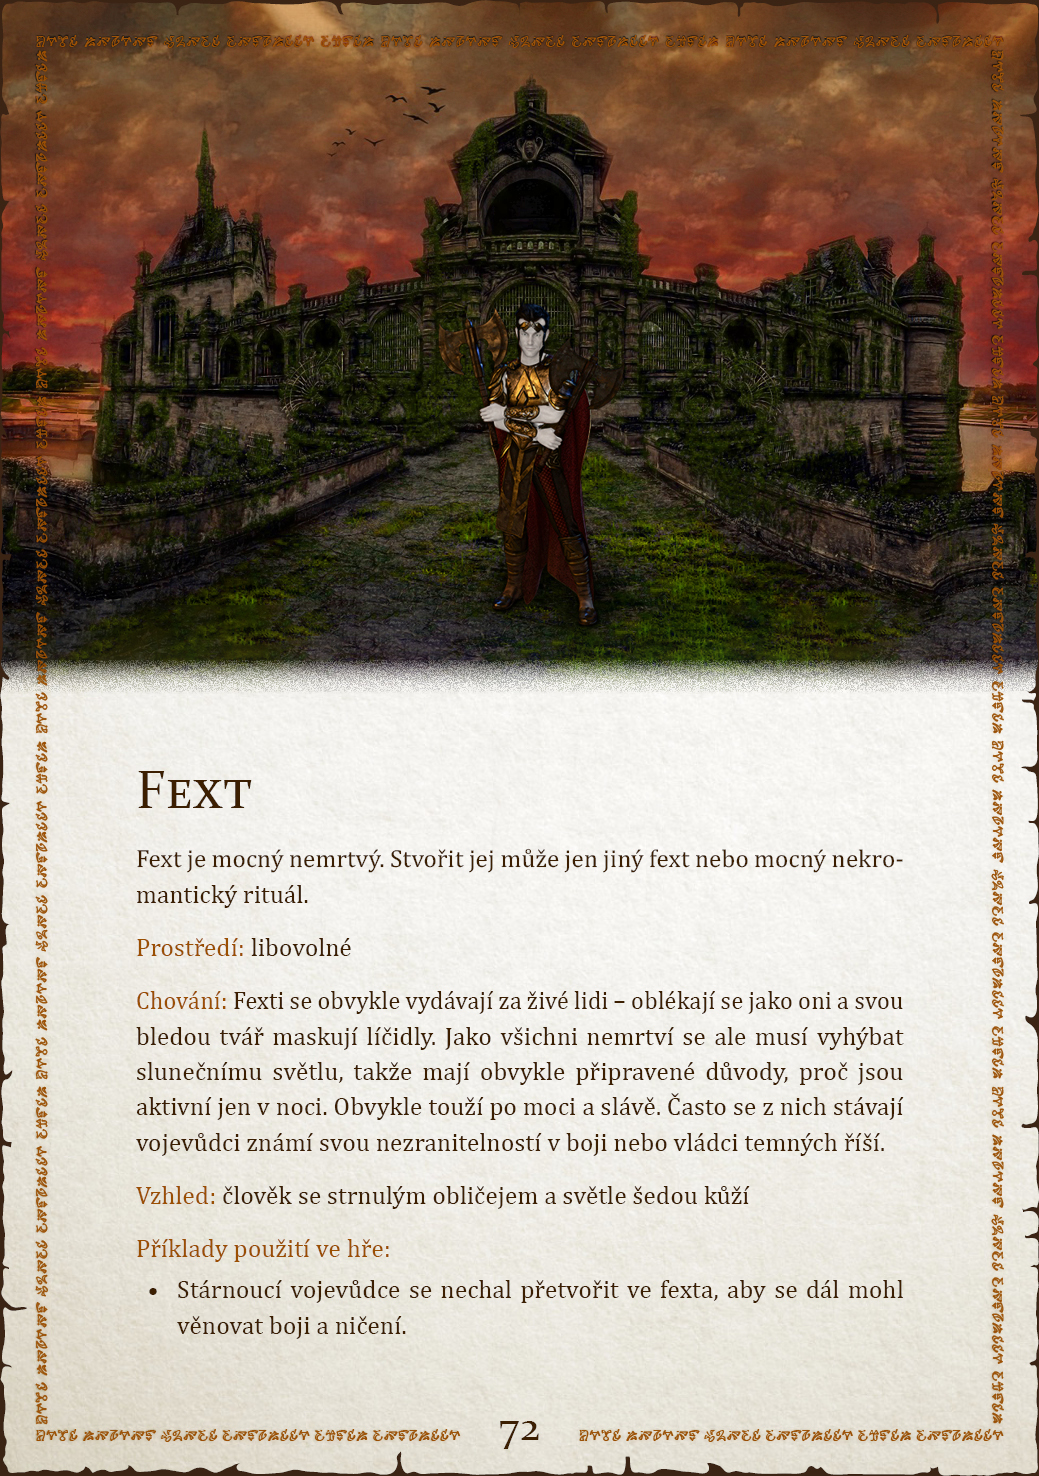 Fext
Fext je mocný nemrtvý. Stvořit jej může jen jiný fext nebo mocný nekro-
mantický rituál.
Prostředí: libovolné
Chování: Fexti se obvykle vydávají za živé lidi – oblékají se jako oni a svou
bledou tvář maskují líčidly. Jako všichni nemrtví se ale musí vyhýbat
slunečnímu světlu, takže mají obvykle připravené důvody, proč jsou
aktivní jen v noci. Obvykle touží po moci a slávě. Často se z nich stávají
vojevůdci známí svou nezranitelností v boji nebo vládci temných říší.
Vzhled: člověk se strnulým obličejem a světle šedou kůží
Příklady použití ve hře:
• Stárnoucí vojevůdce se nechal přetvořit ve fexta, aby se dál mohl
věnovat boji a ničení.
72